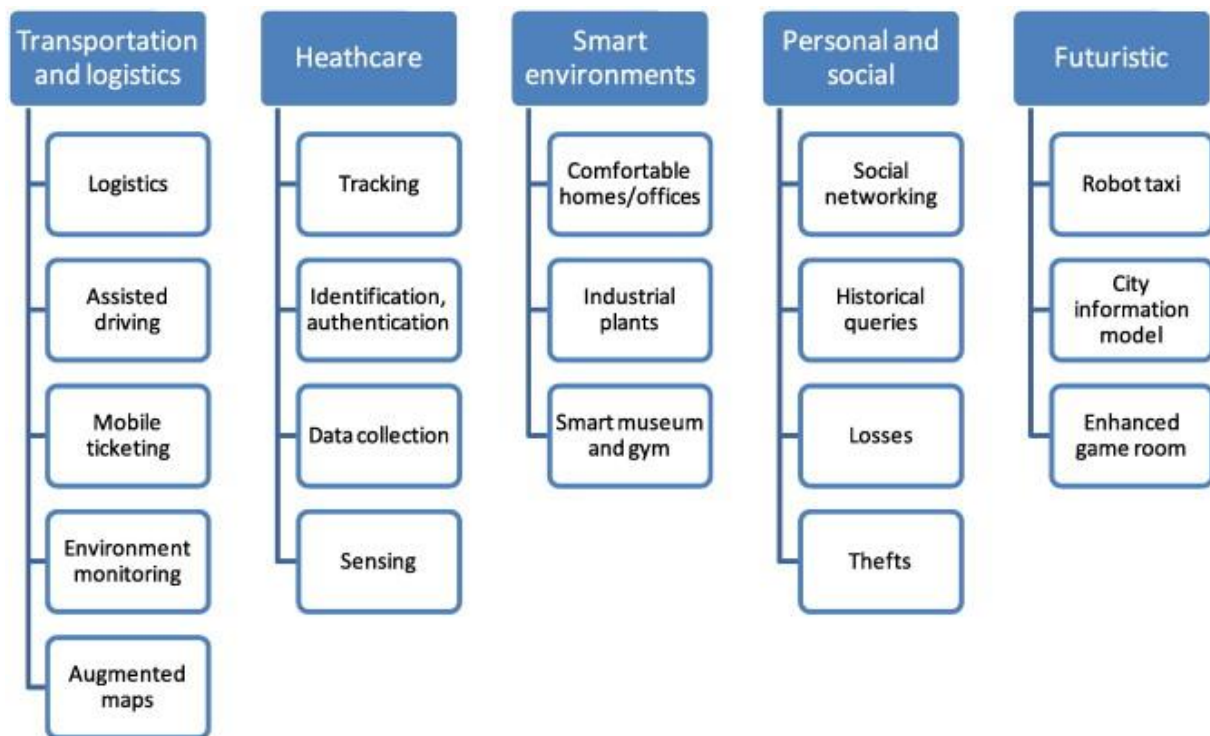 Transportation
and logistics
Logistics
Assisted
driving
Mobile
ticketing
Environment
monitoring
Augmented
maps
Heathcare
Tracking
Identification,
authentication
Data collection
Sensing
Smart
environments
Comfortable
homes/offices
Industrial
plants
Smart museum
and gym
Personal and
social
Social
networking
Historical
queries
Losses
Thefts
Futuristic
Robot taxi
City
information
model
Enhanced
game room